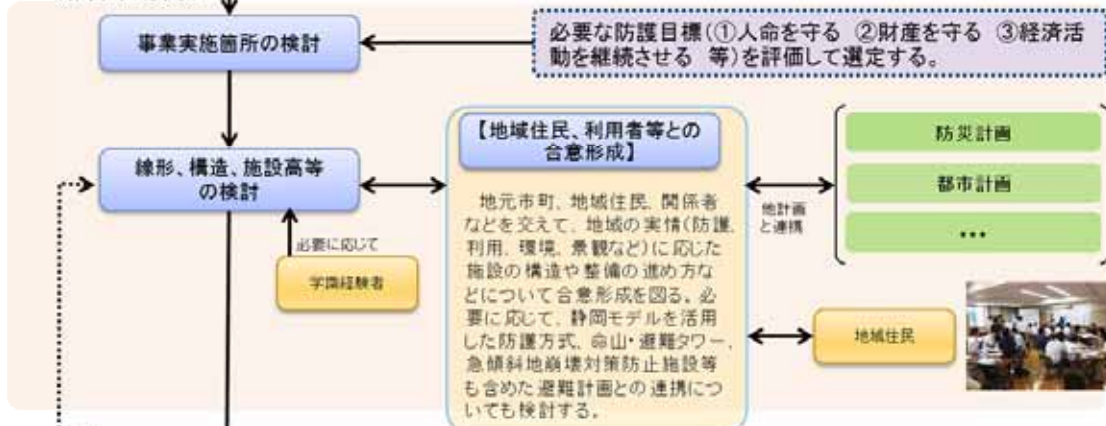 事業実施箇所の検討
必要な防護目標(①人命を守る ②財産を守る ③経済活
動を継続させる 等)を評価して選定する。
線形、構造、施設高等
の検討
必要に応じて
学識経験者
【地域住民、利用者等との
合意形成】
地元市町、地域住民、関係者
などを交えて、地域の実情(防護、
利用、環境、景観など)に応じた
施設の構造や整備の進め方な
どについて合意形成を図る。必
要に応じて、静岡モデルを活用
した防護方式、命山・避難タワー、
急傾斜地崩壊対策防止施設等
も含めた避難計画との連携につ
いても検討する。
他計画
と連携
防災計画
都市計画
・・・
地域住民